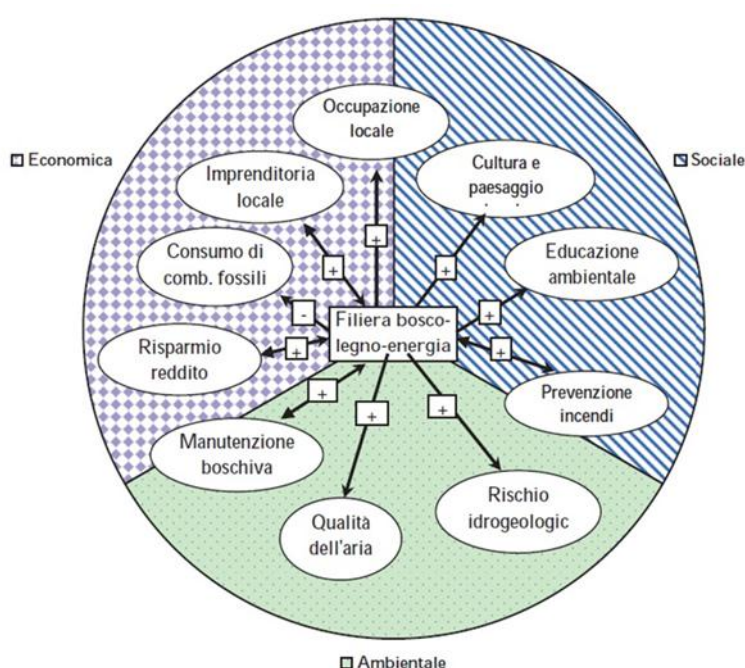 Occupazione
locale
Economica
Sociale
Imprenditoria
locale
Cultura e
paesaggio
+
+
+
Consumo di
comb. fossili
Educazione
ambientale
-
+
Filiera bosco-
legno-energia
Risparmio
reddito
+
+
Prevenzione
incendi
+
+
+
Manutenzione
boschiva
Qualità
dell'aria
Rischio
idrogeologic
Ambientale